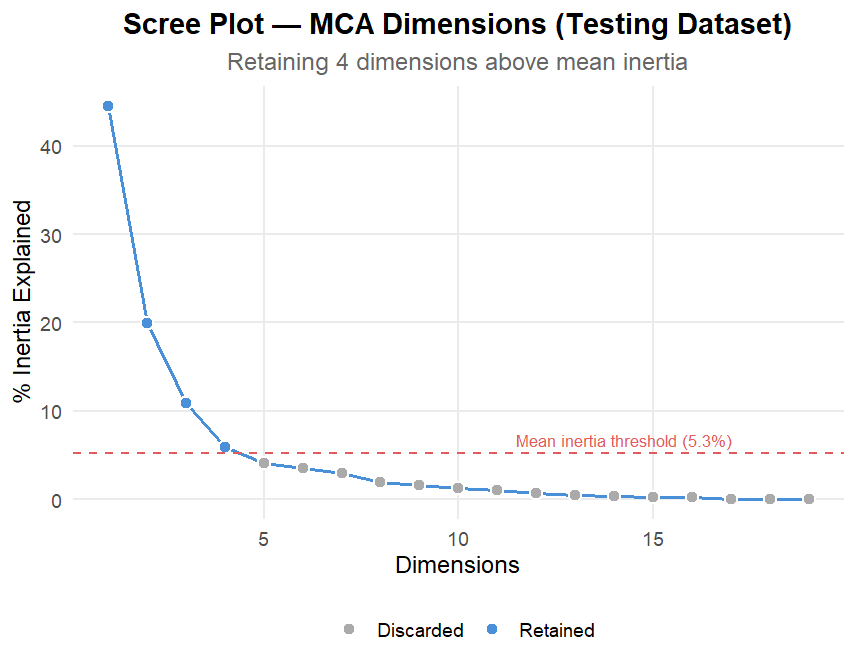 Scree Plot — MCA Dimensions (Testing Dataset)
Retaining 4 dimensions above mean inertia
% Inertia Explained
40
30
20
10
0
Mean inertia threshold (5.3%)
5 10 15
Dimensions
Discarded Retained